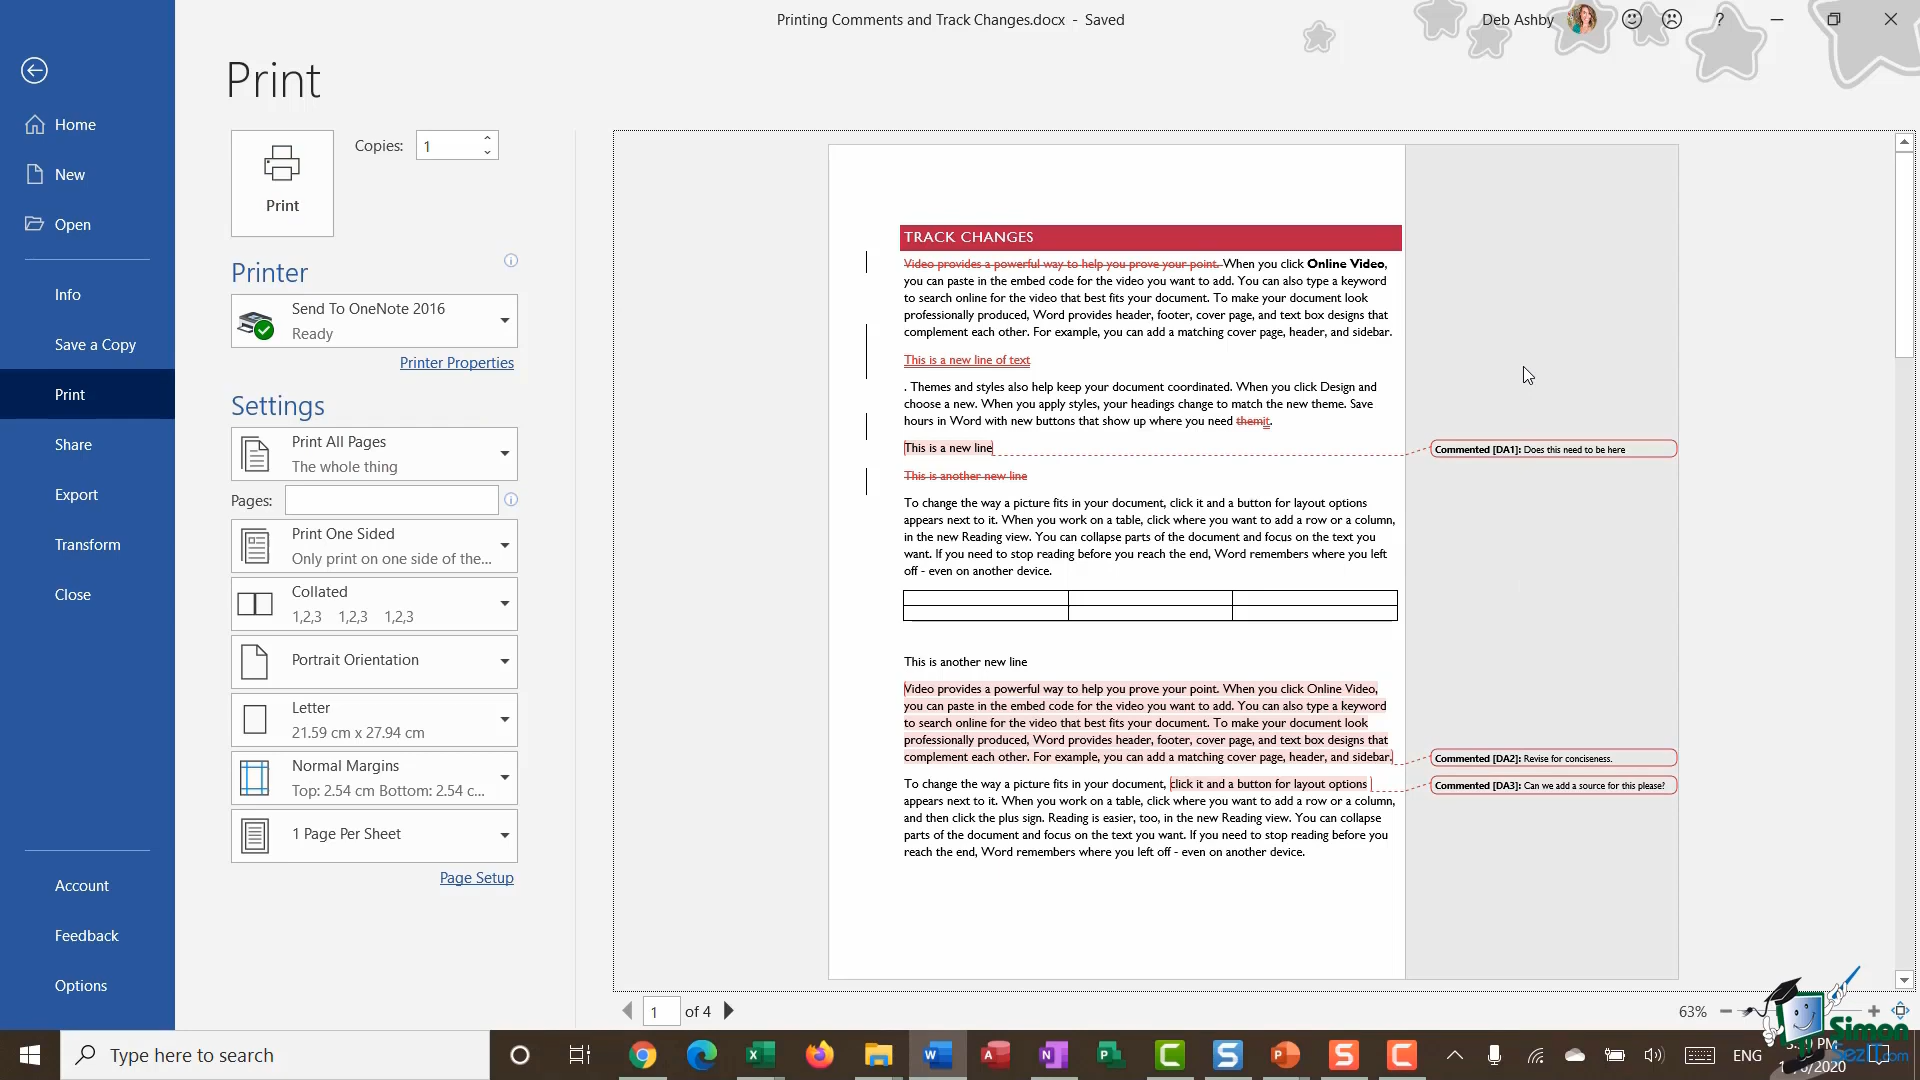 Printing Comments and Track Changes.docx - Saved
Deb Ashby
?
Print
Home
New
Open
Info
Save a Copy
Print
Share
Export
Transform
Close
Account
Feedback
Options
Print
Copies: 1
Printer
Send To OneNote 2016
Ready
Printer Properties
Settings
Print All Pages
The whole thing
Pages:
Print One Sided
Only print on one side of the...
Collated
1,2,3 1,2,3 1,2,3
Portrait Orientation
Letter
21.59 cm x 27.94 cm
Normal Margins
Top: 2.54 cm Bottom: 2.54 c...
1 Page Per Sheet
Page Setup
TRACK CHANGES
Video provides a powerful way to help you prove your point. When you click Online Video,
you can paste in the embed code for the video you want to add. You can also type a keyword
to search online for the video that best fits your document. To make your document look
professionally produced, Word provides header, footer, cover page, and text box designs that
complement each other. For example, you can add a matching cover page, header, and sidebar.
This is a new line of text
. Themes and styles also help keep your document coordinated. When you click Design and
choose a new. When you apply styles, your headings change to match the new theme. Save
hours in Word with new buttons that show up where you need themit.
This is a new line
Commented [DA1]: Does this need to be here
This is another new line
To change the way a picture fits in your document, click it and a button for layout options
appears next to it. When you work on a table, click where you want to add a row or a column,
in the new Reading view. You can collapse parts of the document and focus on the text you
want. If you need to stop reading before you reach the end, Word remembers where you left
off - even on another device.
This is another new line
Video provides a powerful way to help you prove your point. When you click Online Video,
you can paste in the embed code for the video you want to add. You can also type a keyword
to search online for the video that best fits your document. To make your document look
professionally produced, Word provides header, footer, cover page, and text box designs that
complement each other. For example, you can add a matching cover page, header, and sidebar.
Commented [DA2]: Revise for conciseness.
To change the way a picture fits in your document, click it and a button for layout options
Commented [DA3]: Can we add a source for this please?
appears next to it. When you work on a table, click where you want to add a row or a column,
and then click the plus sign. Reading is easier, too, in the new Reading view. You can collapse
parts of the document and focus on the text you want. If you need to stop reading before you
reach the end, Word remembers where you left off - even on another device.
1 of 4
63%
Simon
SezIT.com
Type here to search
ENG